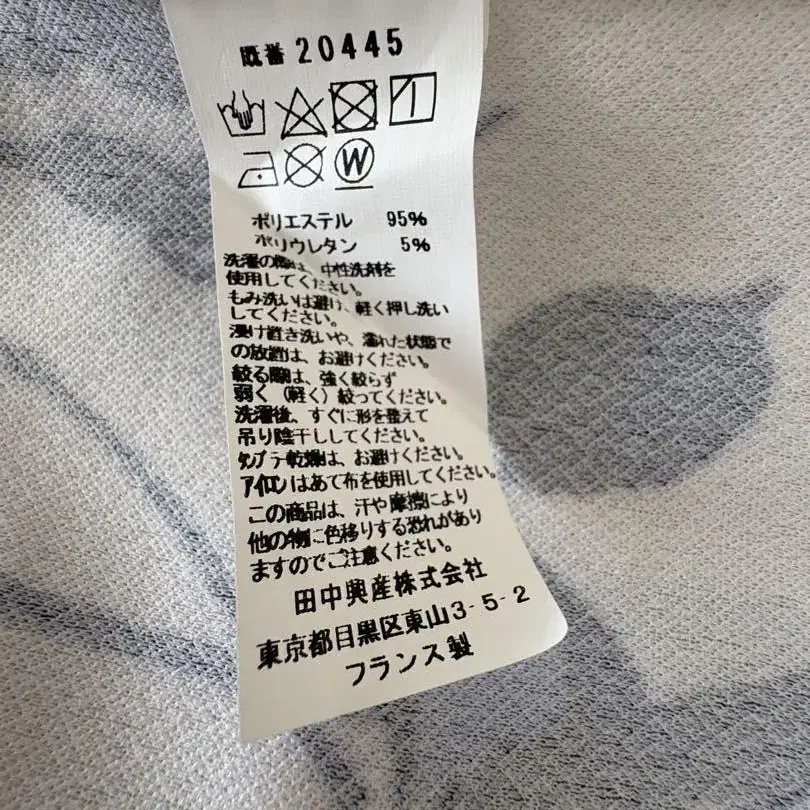 既番 20445
W
ポリエステル 95%
ポリウレタン 5%
洗濯の際は、中性洗剤を
使用してください。
もみ洗いは避け、軽く押し洗い
してください。
浸け置き洗いや、濡れた状態で
の放置は、お避けください。
絞る際は、強く絞らず
弱く（軽く）絞ってください。
洗濯後、すぐに形を整えて
吊り陰干ししてください。
タンブラ乾燥は、お避けください。
アイロンはあて布を使用してください。
この商品は、汗や摩擦により
他の物に色移りする恐れがあり
ますのでご注意ください。
田中興産株式会社
東京都目黒区東山3-5-2
フランス製